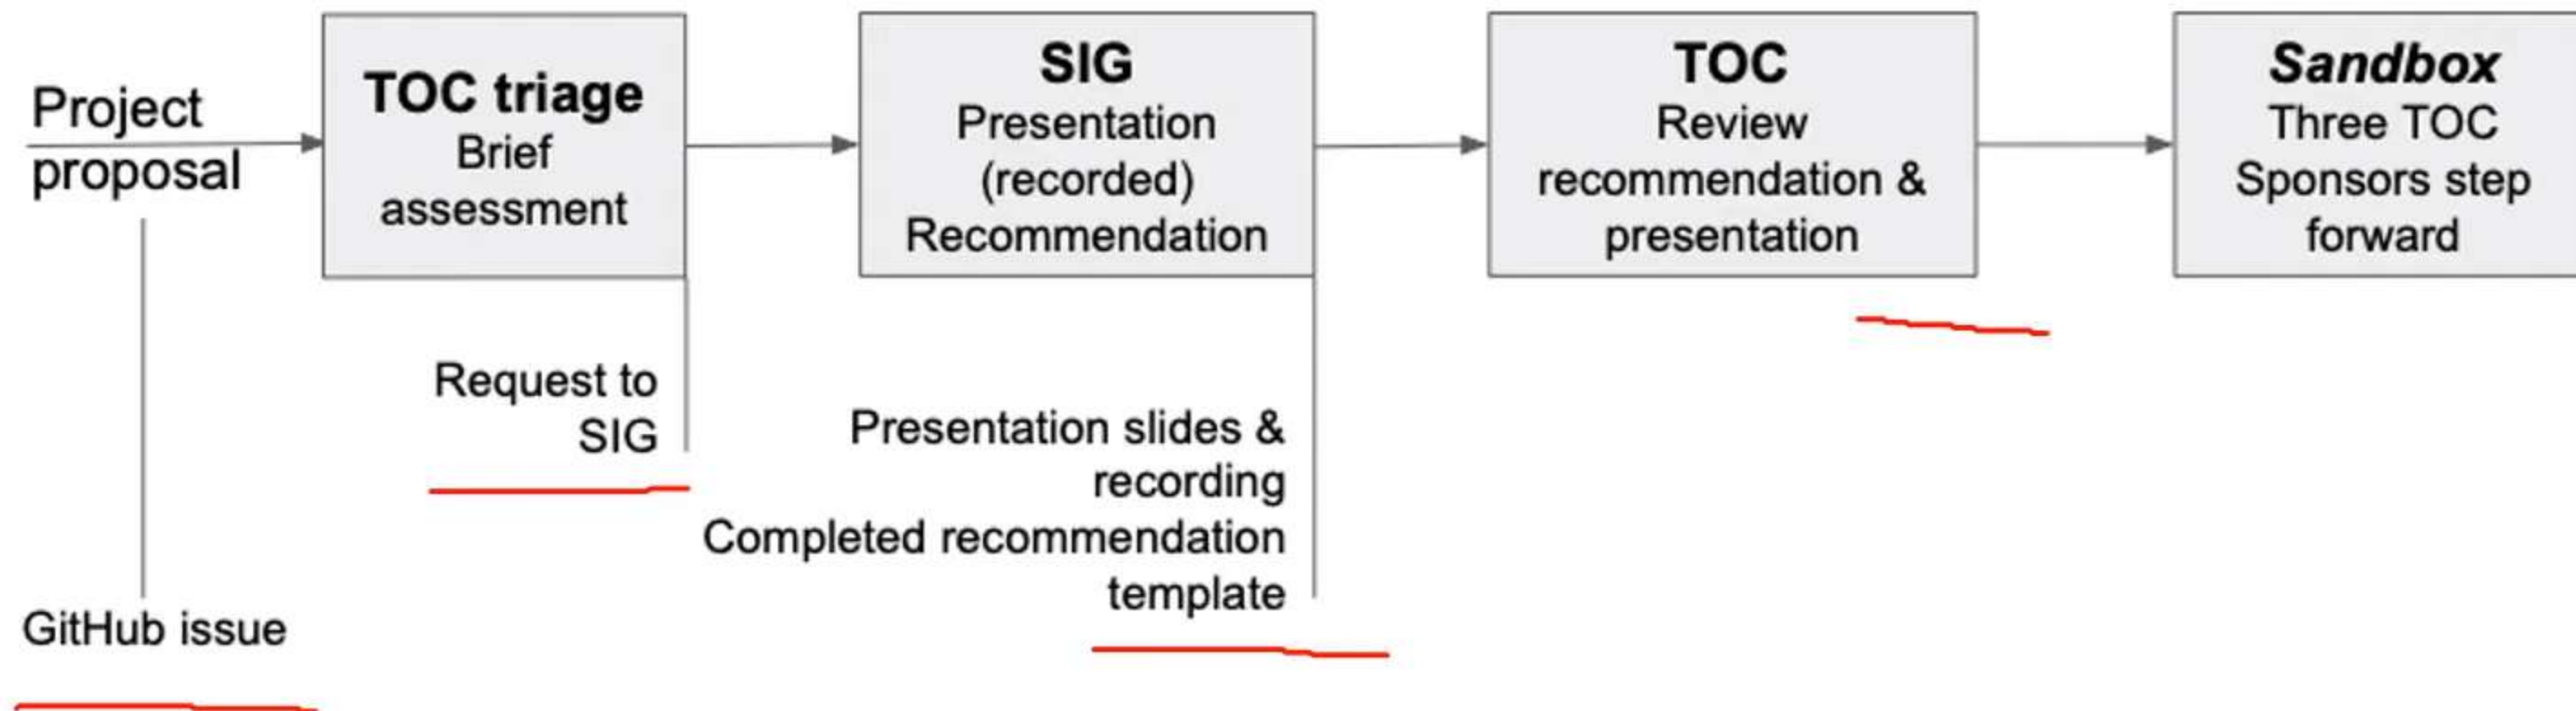 Project
proposal
TOC triage
Brief
assessment
SIG
Presentation
(recorded)
Recommendation
TOC
Review
recommendation &
presentation
Sandbox
Three TOC
Sponsors step
forward
Request to
SIG
Presentation slides &
recording
Completed recommendation
template
GitHub issue